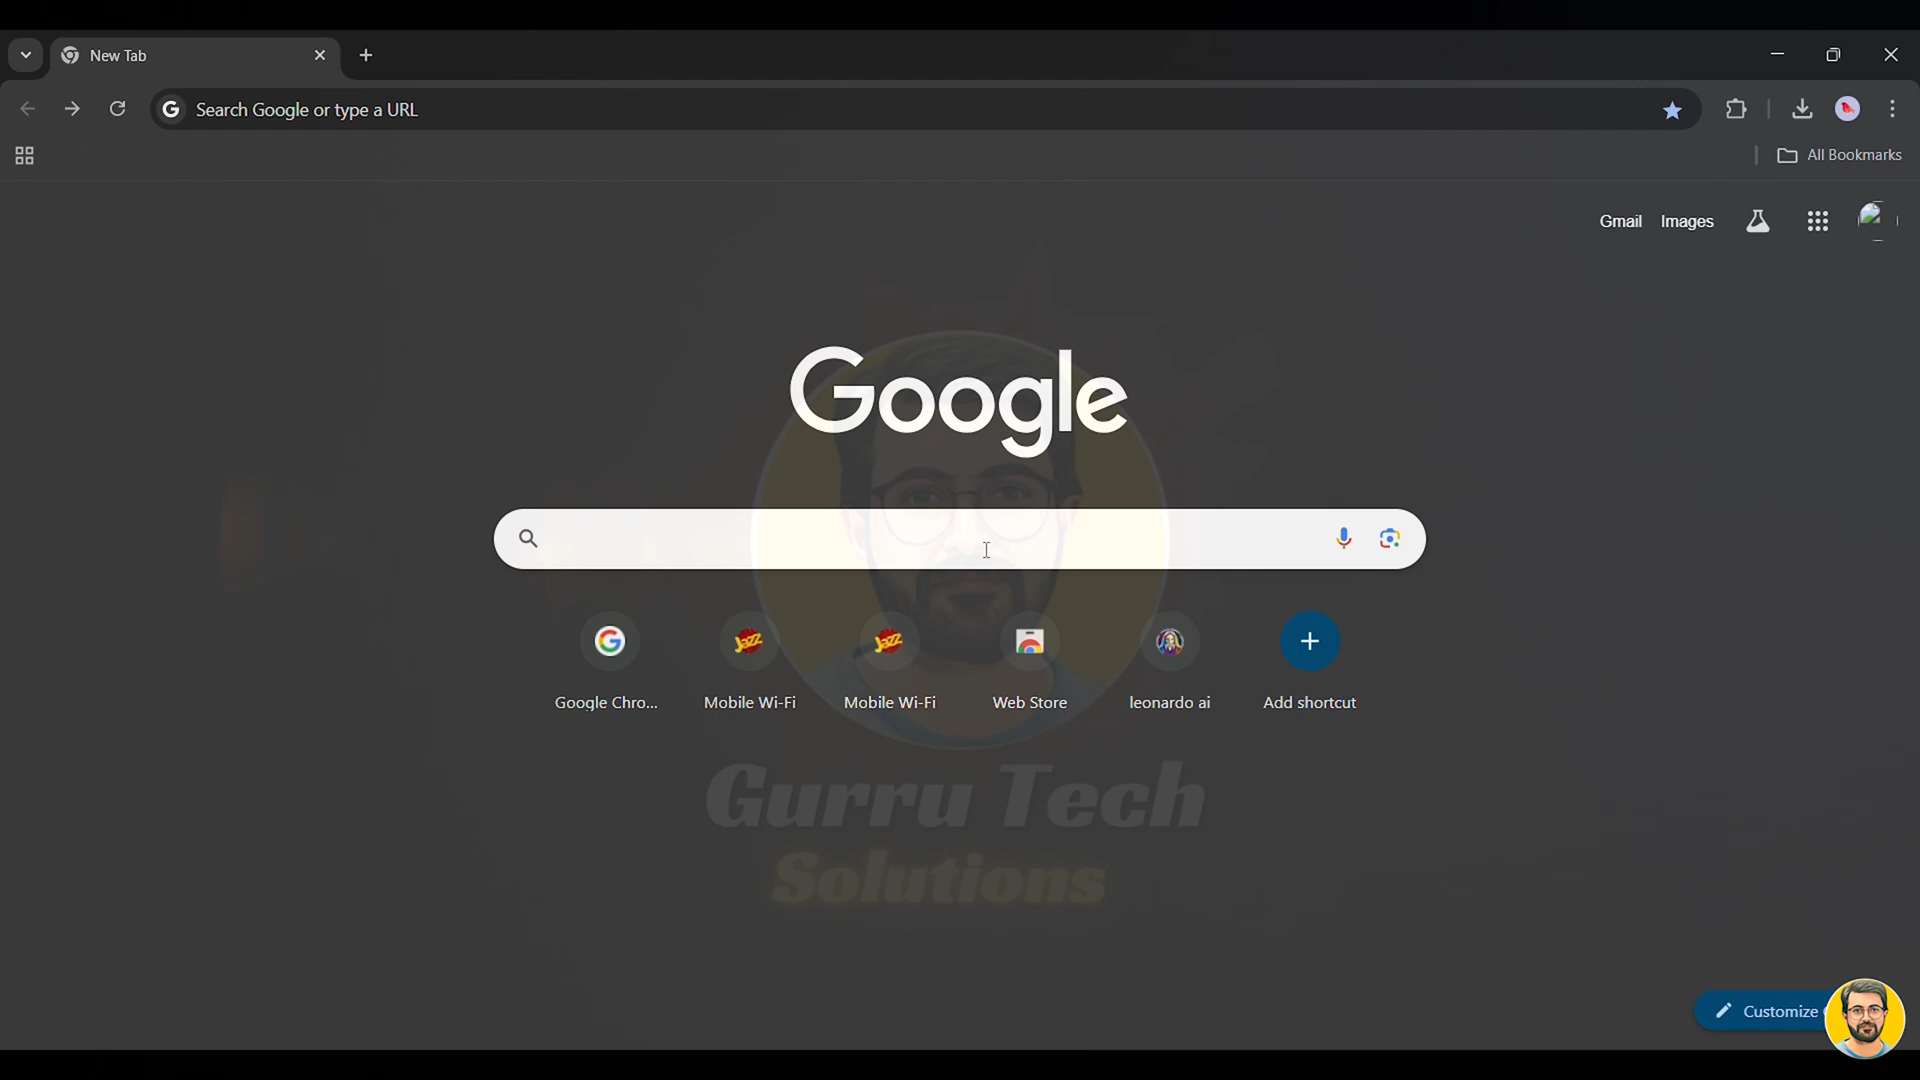 New Tab
Search Google or type a URL
All Bookmarks
Gmail Images
Google
Google Chro...
Mobile Wi-Fi
Mobile Wi-Fi
Web Store
leonardo ai
Add shortcut
Gurru Tech
Solutions
Customize